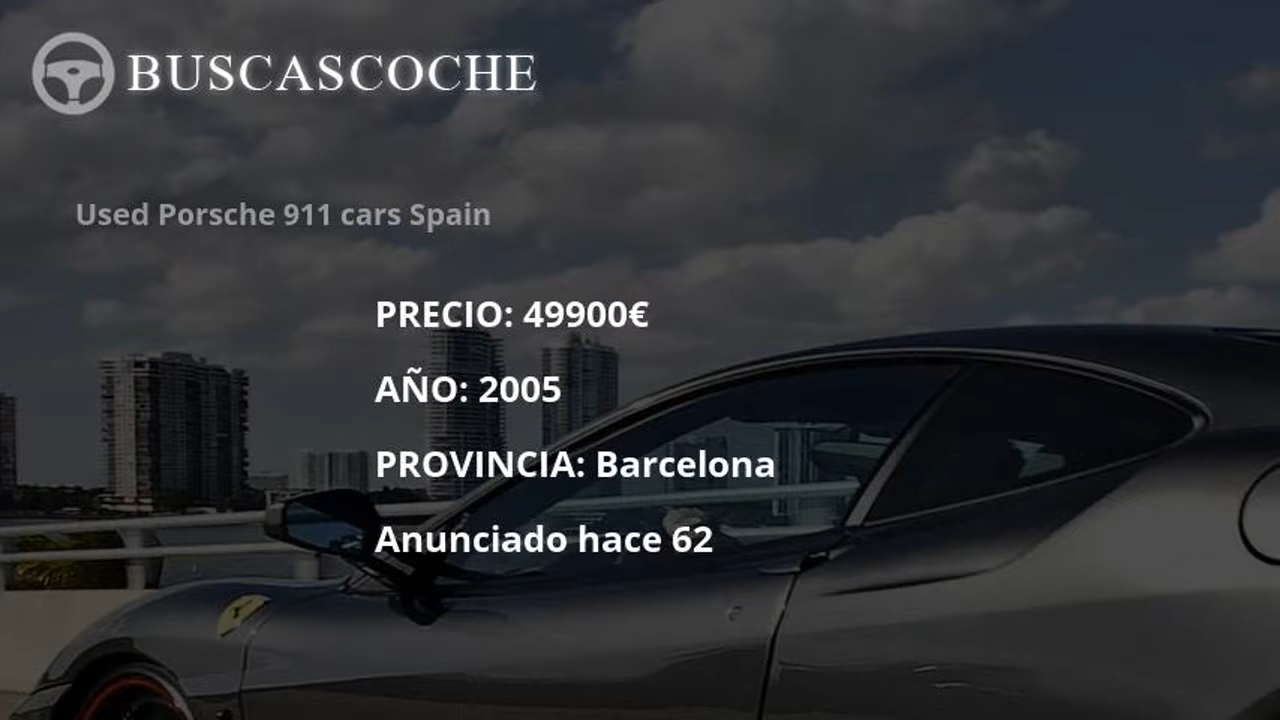 BUSCASCOCHE
Used Porsche 911 cars Spain
PRECIO: 49900€
AÑO: 2005
PROVINCIA: Barcelona
Anunciado hace 62